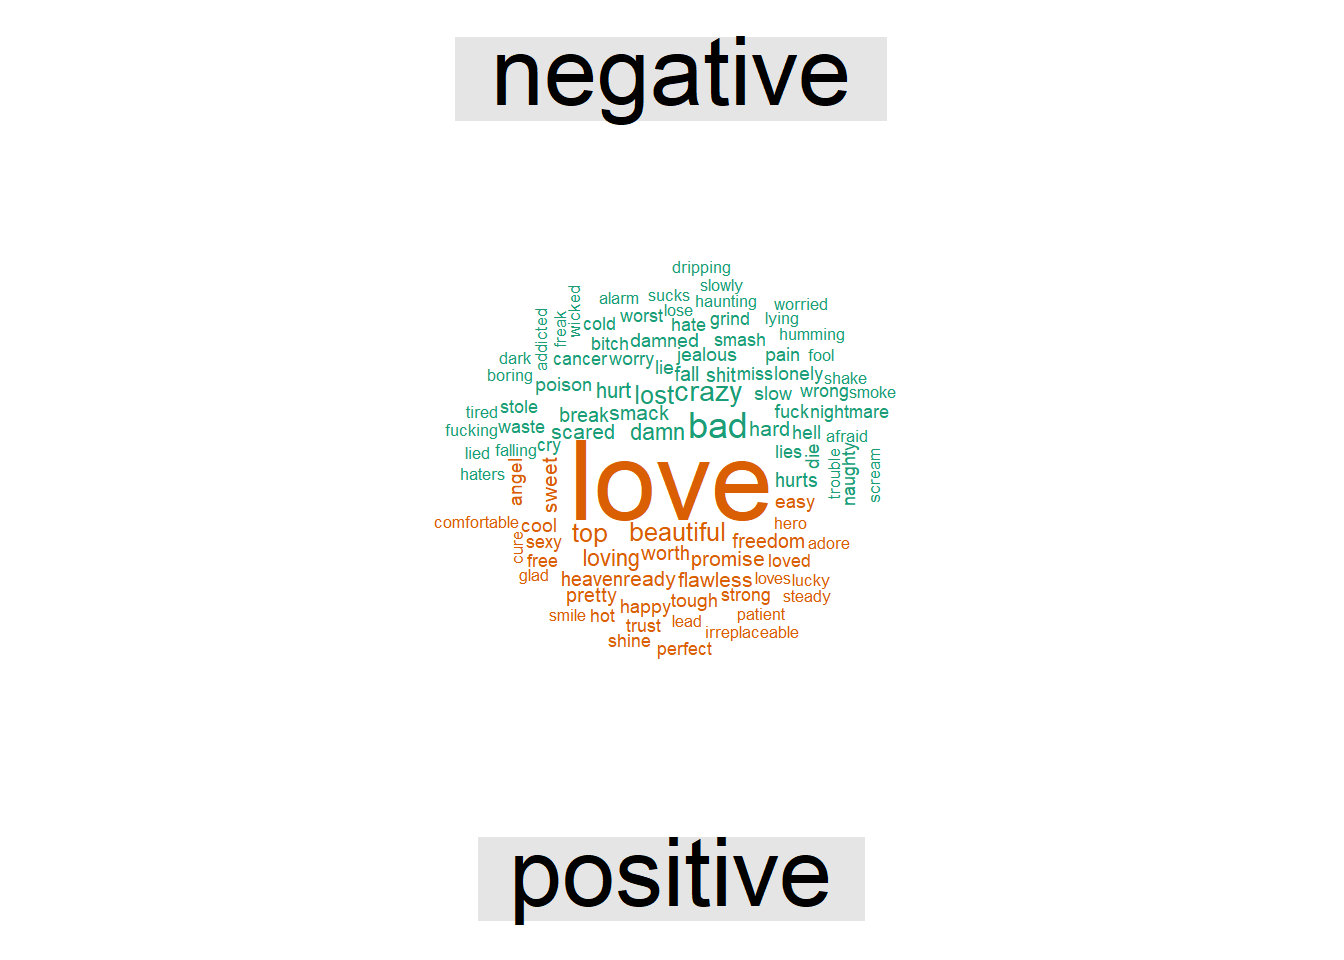 negative
dripping
slowly
alarm sucks haunting worried
wicked
lose
freak
addicted
cold worst hate grind lying
humming
bitch damned smash
dark cancer worry jealous pain fool
boring
lie fall shit miss lonely shake
poison hurt lost crazy slow wrong smoke
tired stole break smack fuck nightmare
fucking waste scared damn bad hard hell afraid
lied falling cry lies die trouble naughty scream
haters angel sweet love hurts
easy
comfortable cool top beautiful hero
cure sexy freedom adore
free loving worth promise loved
glad heaven ready flawless loves lucky
pretty tough strong steady
smile hot happy patient
trust lead irreplaceable
shine perfect
positive